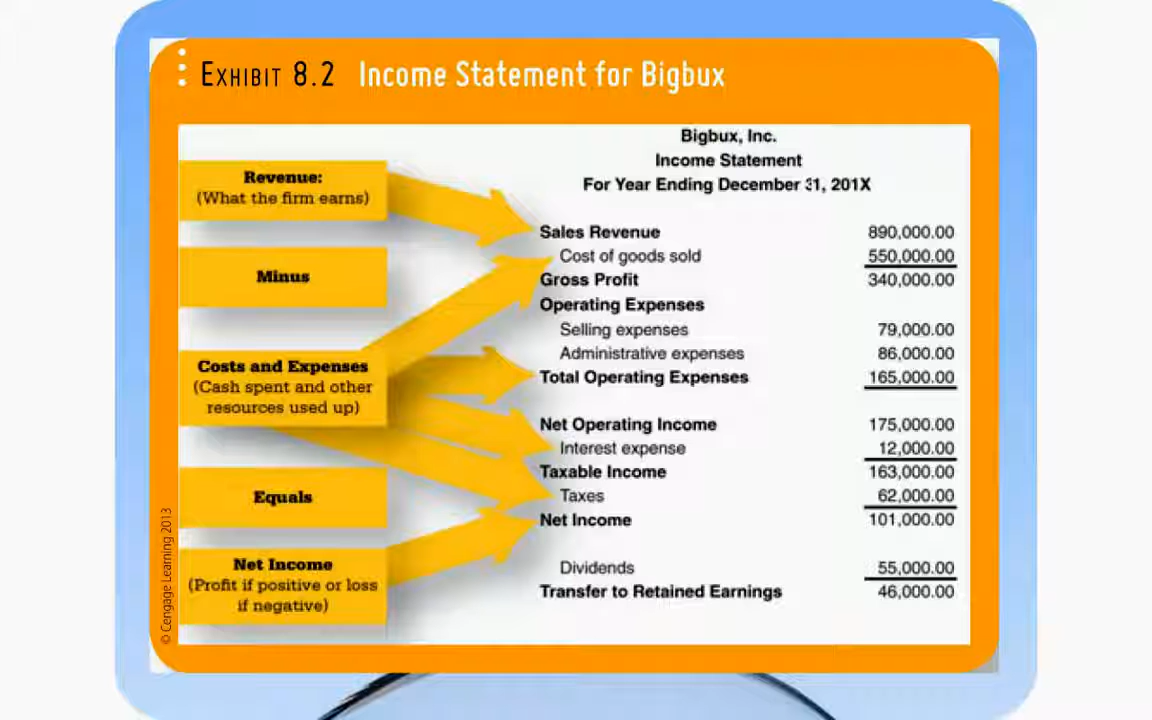 EXHIBIT 8.2 Income Statement for Bigbux
Bigbux, Inc.
Income Statement
For Year Ending December 31, 201X
Revenue:
(What the firm earns)
Minus
Costs and Expenses
(Cash spent and other
resources used up)
Equals
Net Income
(Profit if positive or loss
if negative)
Sales Revenue 890,000.00
Cost of goods sold 550,000.00
Gross Profit 340,000.00
Operating Expenses
Selling expenses 79,000.00
Administrative expenses 86,000.00
Total Operating Expenses 165,000.00
Net Operating Income 175,000.00
Interest expense 12,000.00
Taxable Income 163,000.00
Taxes 62,000.00
Net Income 101,000.00
Dividends 55,000.00
Transfer to Retained Earnings 46,000.00
© Cengage Learning 2013